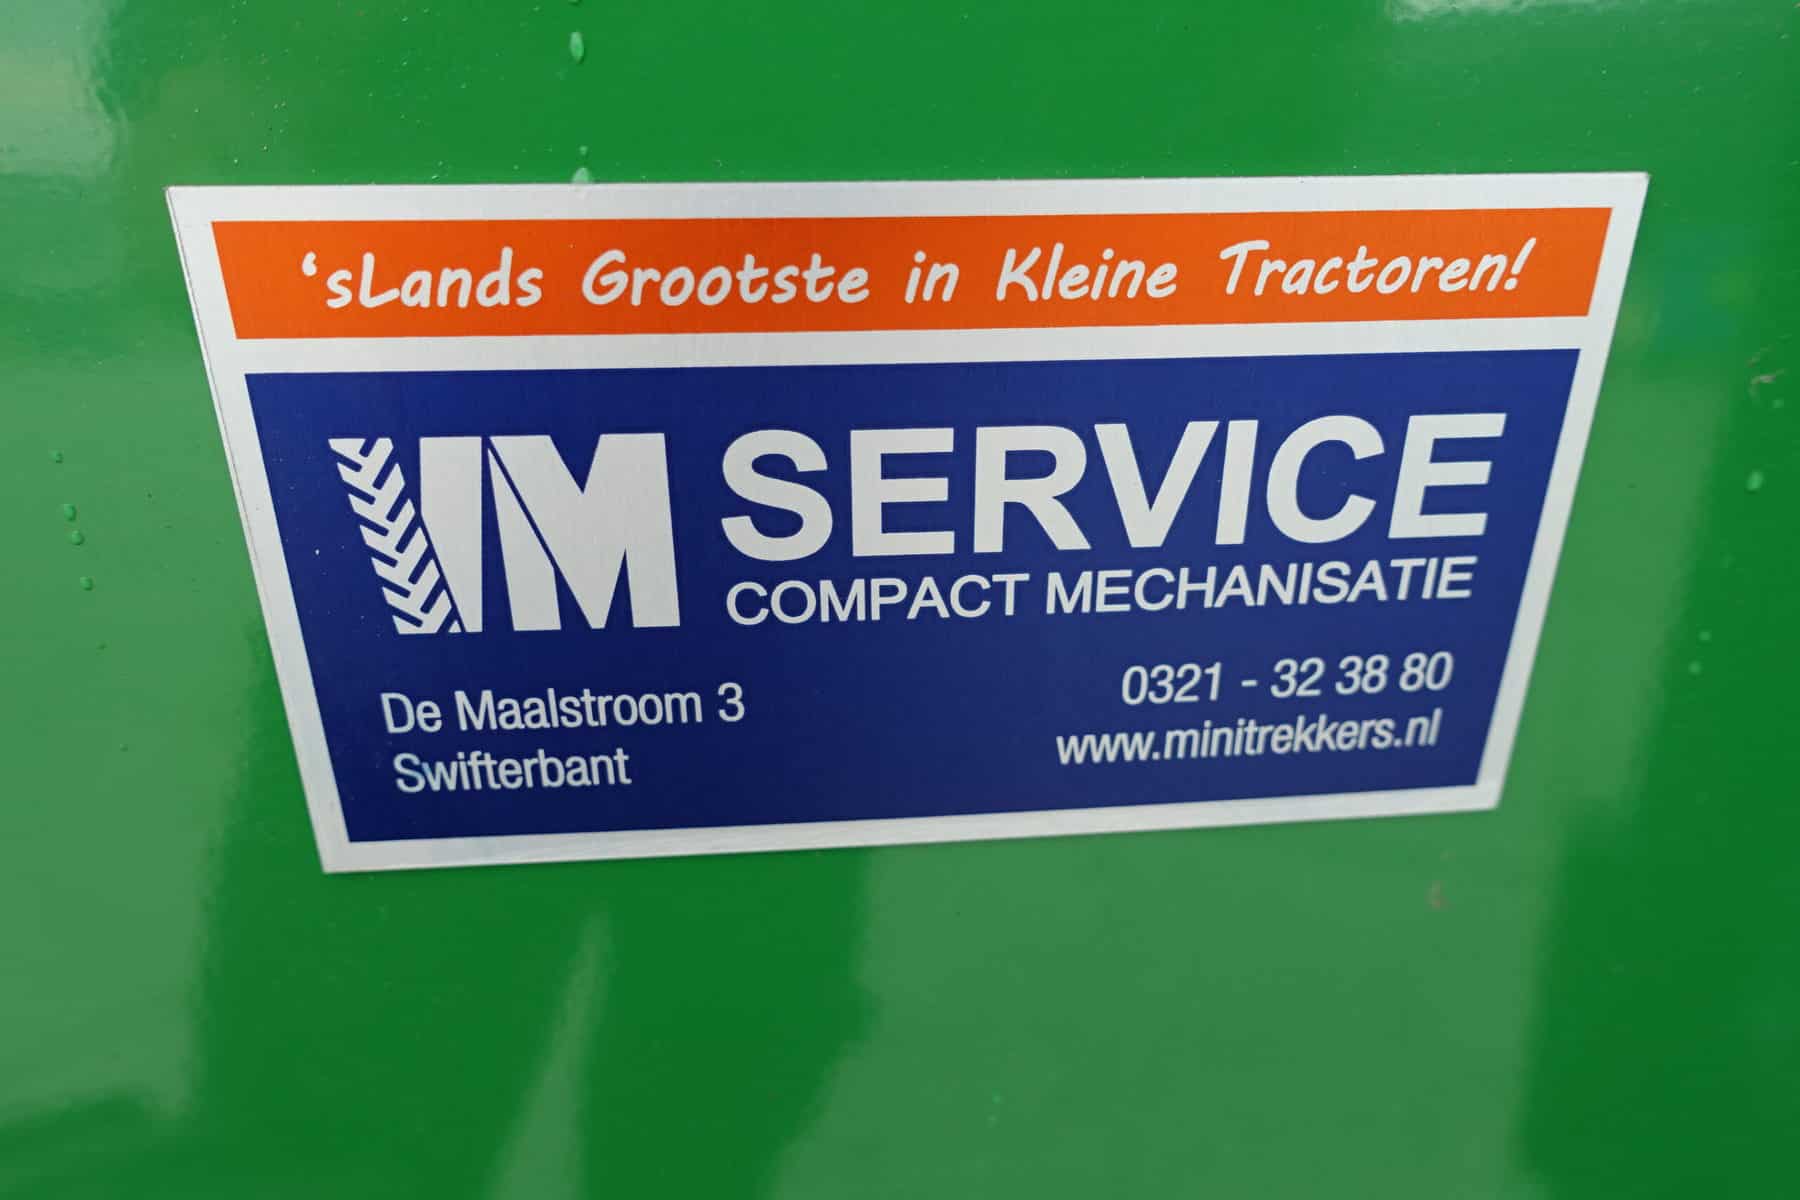 'sLands Grootste in Kleine Tractoren!
IM SERVICE
COMPACT MECHANISATIE
De Maalstroom 3
Swifterbant
0321 - 32 38 80
www.minitrekkers.nl